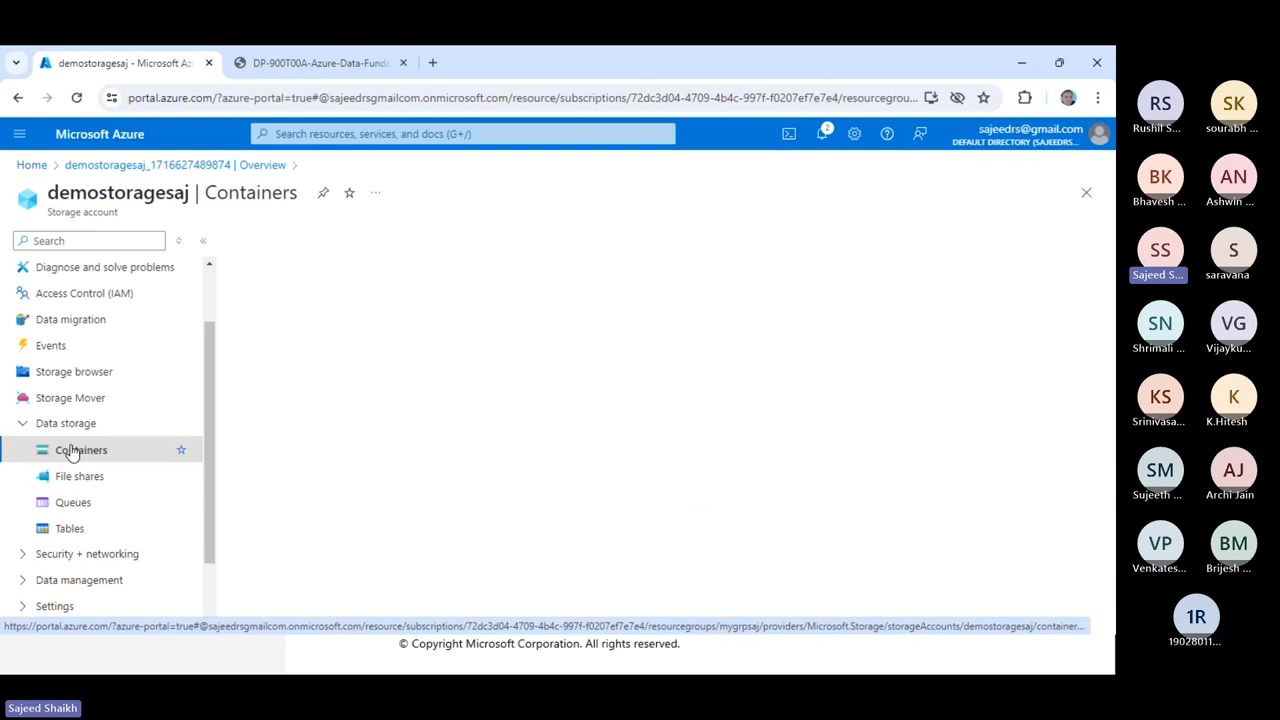 demostoragesaj - Microsoft Az
DP-900T00A-Azure-Data-Funda
portal.azure.com/?azure-portal=true#@sajeedrsgmailcom.onmicrosoft.com/resource/subscriptions/72dc3d04-4709-4b4c-997f-f0207ef7e7e4/resourcegrou...
Microsoft Azure
Search resources, services, and docs (G+/)
2
sajeedrs@gmail.com
DEFAULT DIRECTORY (SAJEEDRS...
Home > demostoragesaj_1716627489874 | Overview >
demostoragesaj | Containers
Storage account
Search
Diagnose and solve problems
Access Control (IAM)
Data migration
Events
Storage browser
Storage Mover
Data storage
Containers
File shares
Queues
Tables
Security + networking
Data management
Settings
https://portal.azure.com/?azure-portal=true#@sajeedrsgmailcom.onmicrosoft.com/resource/subscriptions/72dc3d04-4709-4b4c-997f-f0207ef7e7e4/resourcegroups/mygrpsaj/providers/Microsoft.Storage/storageAccounts/demostoragesaj/container...
© Copyright Microsoft Corporation. All rights reserved.
RS
Rushil S...
SK
sourabh ...
BK
Bhavesh ...
AN
Ashwin ...
SS
Sajeed S...
S
saravana
SN
Shrimali ...
VG
Vijayku...
KS
Srinivasa...
K
K.Hitesh
SM
Sujeeth ...
AJ
Archi Jain
VP
Venkates...
BM
Brijesh ...
1R
19028011...
Sajeed Shaikh